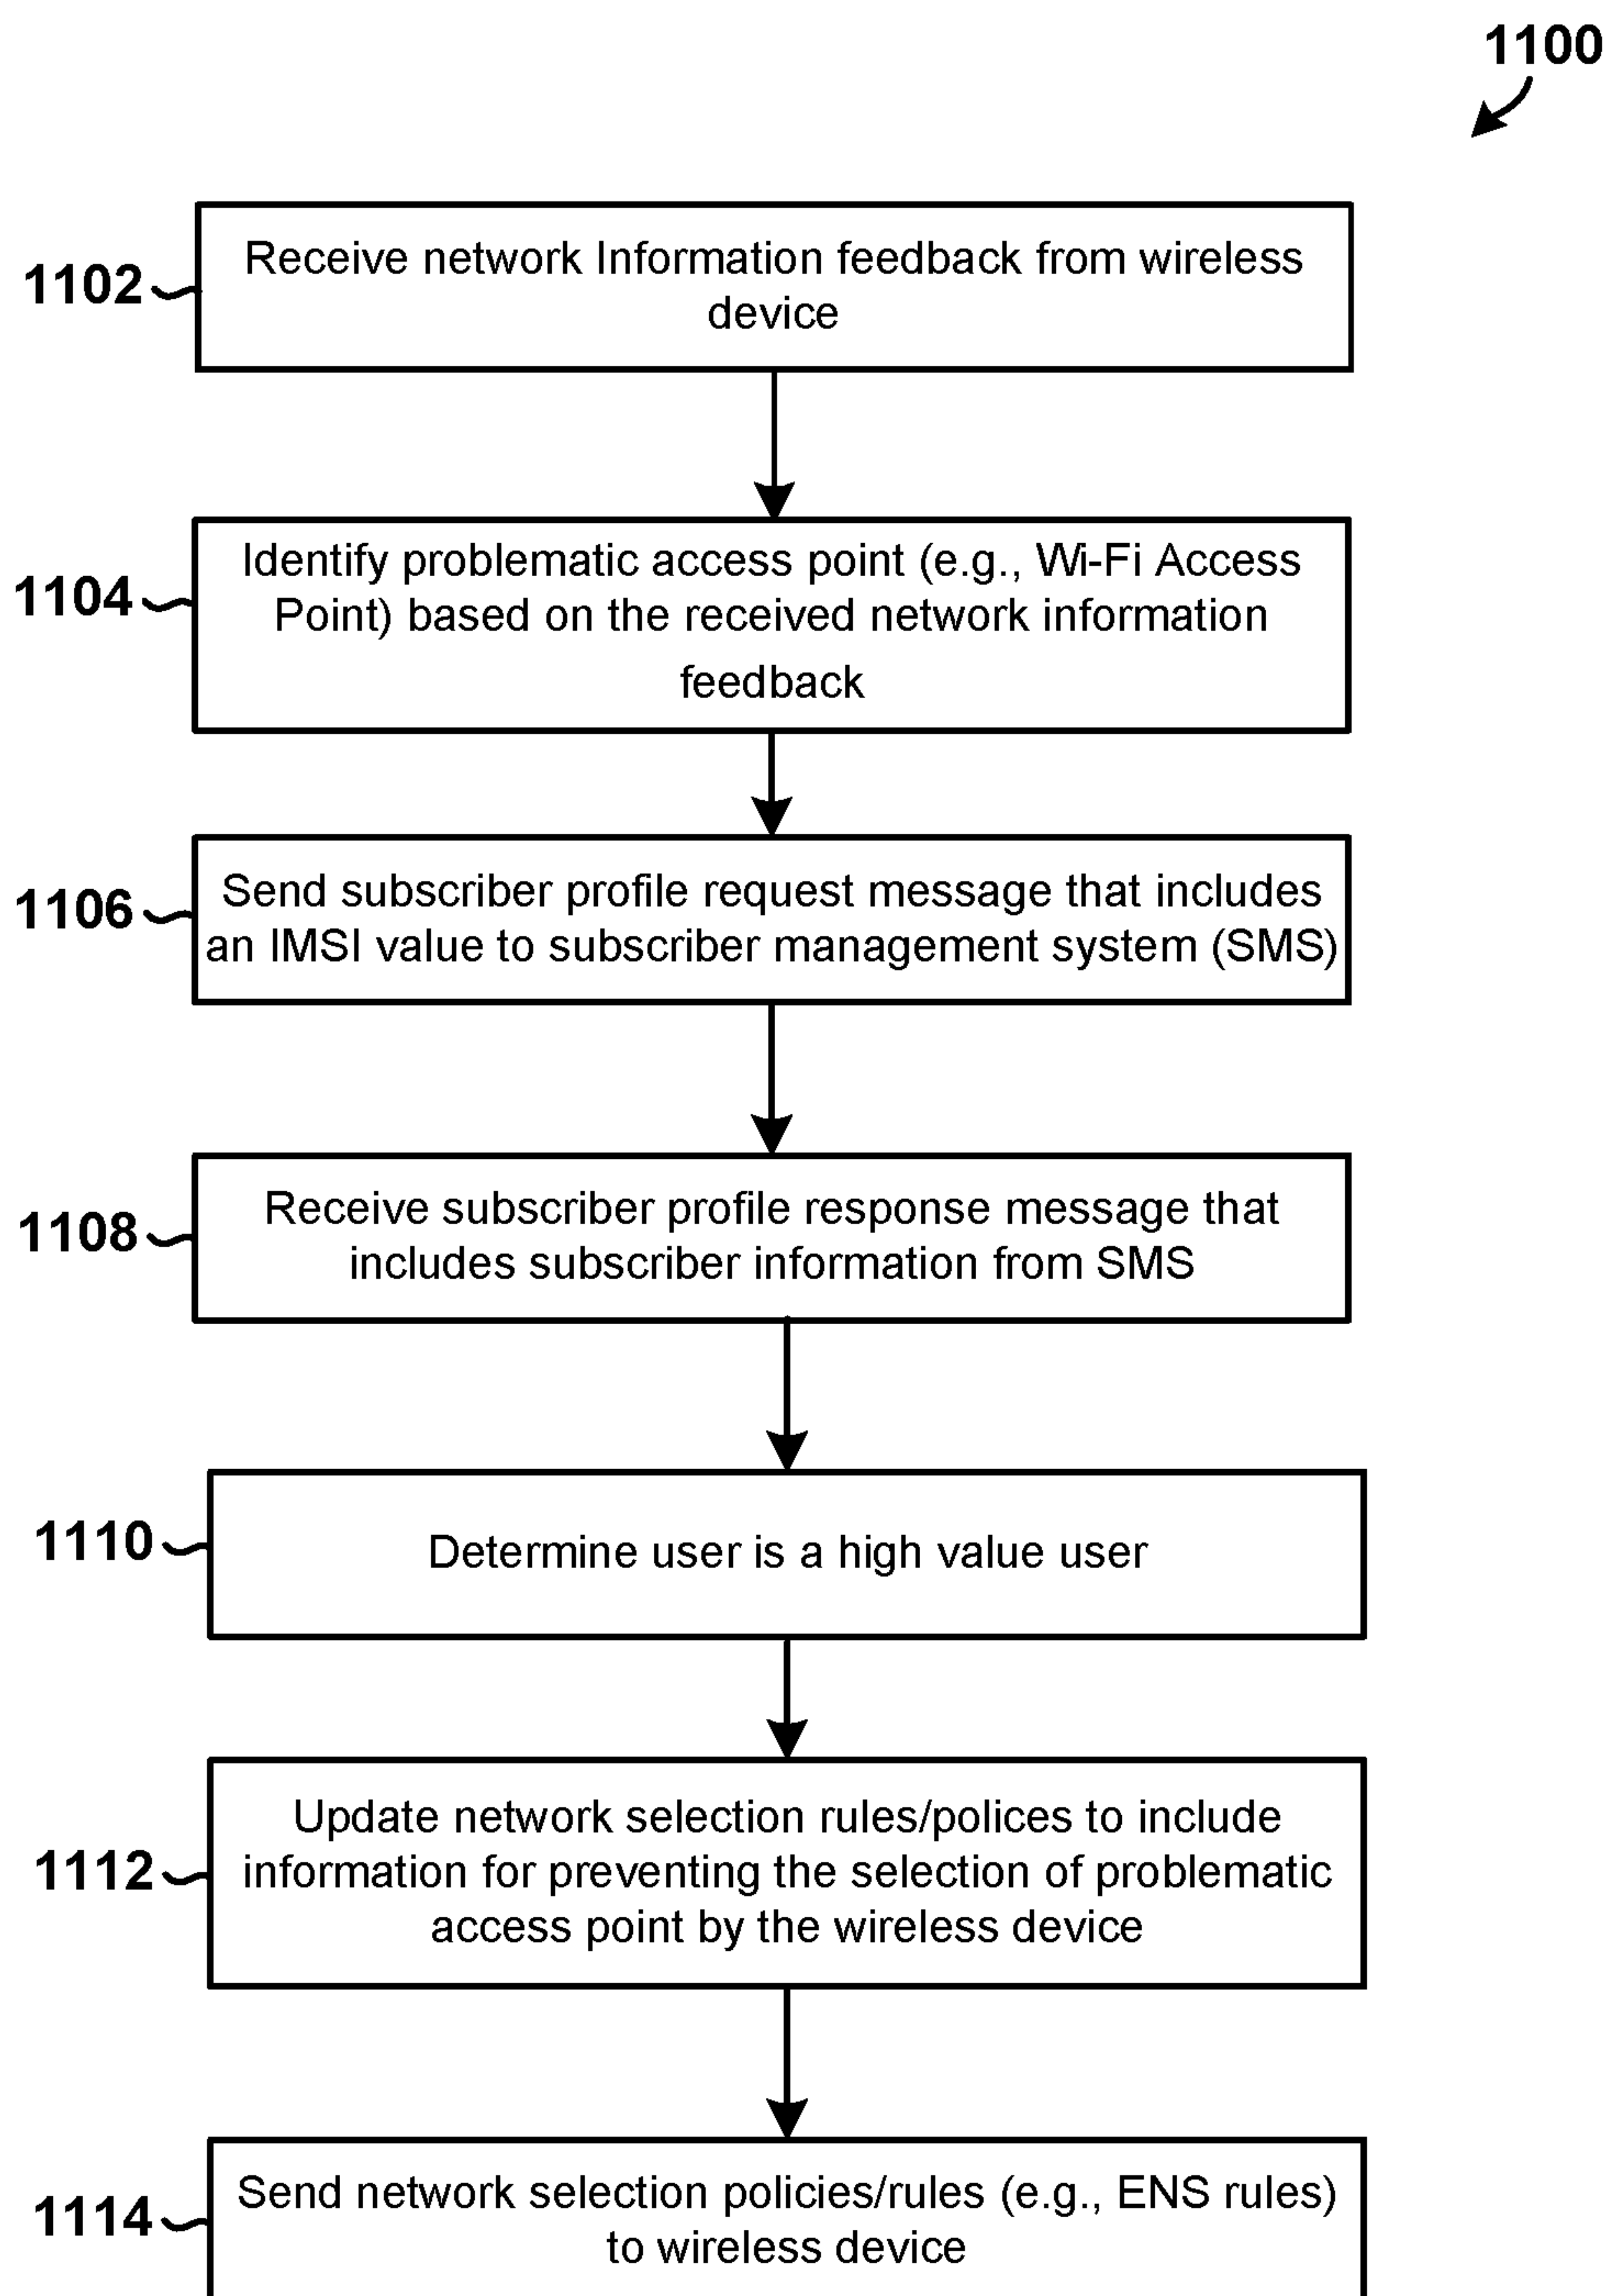 1100
1102
Receive network Information feedback from wireless
device
1104
Identify problematic access point (e.g., Wi-Fi Access
Point) based on the received network information
feedback
1106
Send subscriber profile request message that includes
an IMSI value to subscriber management system (SMS)
1108
Receive subscriber profile response message that
includes subscriber information from SMS
1110
Determine user is a high value user
1112
Update network selection rules/polices to include
information for preventing the selection of problematic
access point by the wireless device
1114
Send network selection policies/rules (e.g., ENS rules)
to wireless device